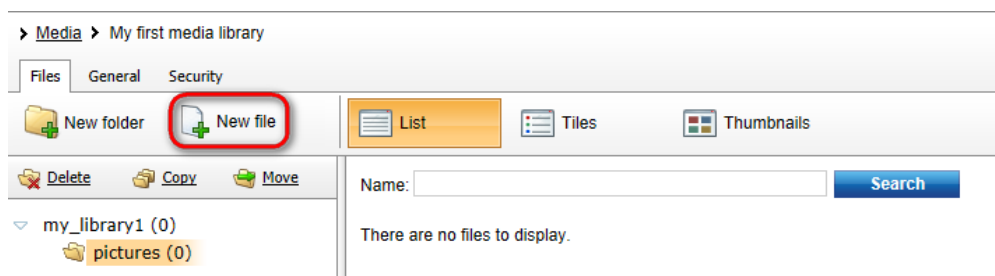 Media > My first media library
Files General Security
New folder New file List Tiles Thumbnails
Delete Copy Move
Name: Search
my_library1 (0)
There are no files to display.
pictures (0)